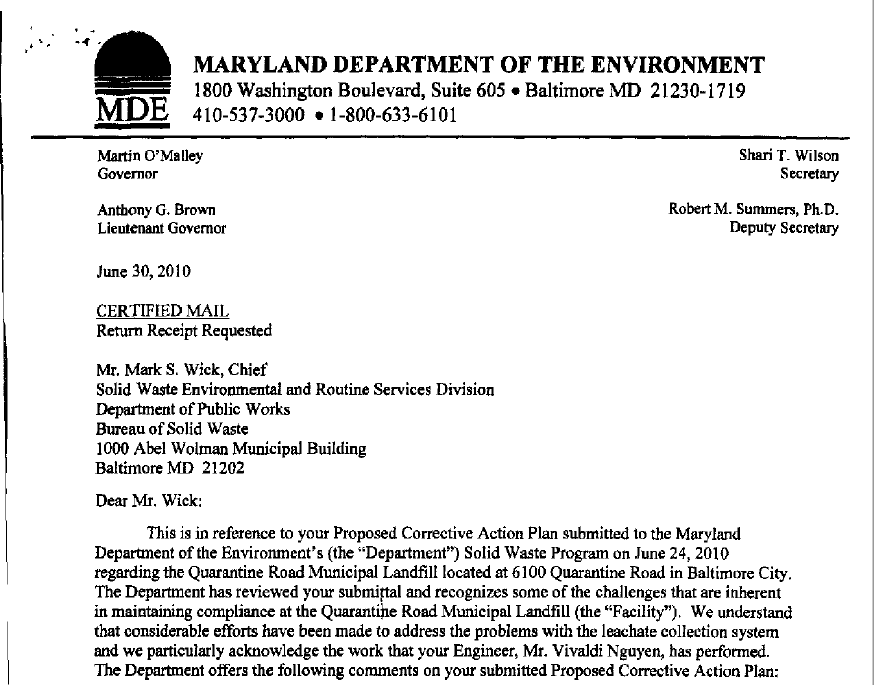 MDE
MARYLAND DEPARTMENT OF THE ENVIRONMENT
1800 Washington Boulevard, Suite 605 • Baltimore MD 21230-1719
410-537-3000 • 1-800-633-6101
Martin O'Malley
Governor
Shari T. Wilson
Secretary
Anthony G. Brown
Lieutenant Governor
Robert M. Summers, Ph.D.
Deputy Secretary
June 30, 2010
CERTIFIED MAIL
Return Receipt Requested
Mr. Mark S. Wick, Chief
Solid Waste Environmental and Routine Services Division
Department of Public Works
Bureau of Solid Waste
1000 Abel Wolman Municipal Building
Baltimore MD 21202
Dear Mr. Wick:
This is in reference to your Proposed Corrective Action Plan submitted to the Maryland
Department of the Environment's (the “Department”) Solid Waste Program on June 24, 2010
regarding the Quarantine Road Municipal Landfill located at 6100 Quarantine Road in Baltimore City.
The Department has reviewed your submittal and recognizes some of the challenges that are inherent
in maintaining compliance at the Quarantine Road Municipal Landfill (the “Facility”). We understand
that considerable efforts have been made to address the problems with the leachate collection system
and we particularly acknowledge the work that your Engineer, Mr. Vivaldi Nguyen, has performed.
The Department offers the following comments on your submitted Proposed Corrective Action Plan: